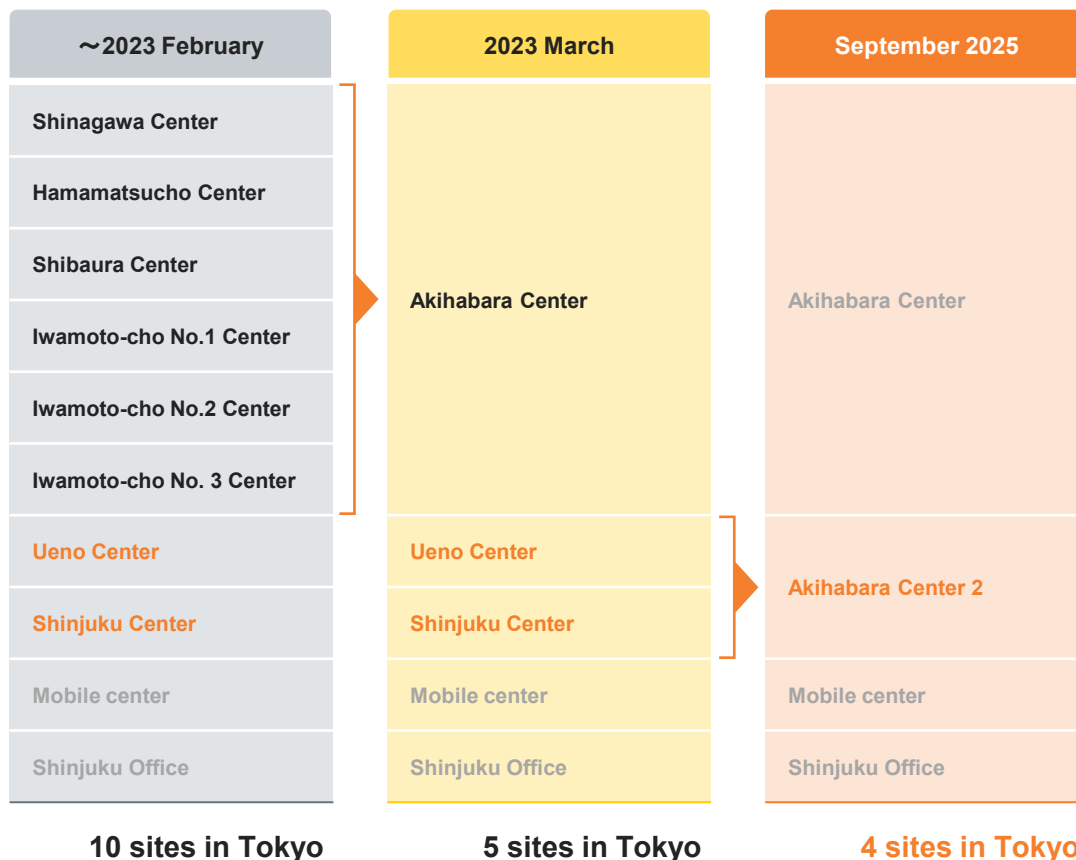 ～2023 February
Shinagawa Center
Hamamatsucho Center
Shibaura Center
Iwamoto-cho No.1 Center
Iwamoto-cho No.2 Center
Iwamoto-cho No. 3 Center
Ueno Center
Shinjuku Center
Mobile center
Shinjuku Office
10 sites in Tokyo
2023 March
Akihabara Center
Ueno Center
Shinjuku Center
Mobile center
Shinjuku Office
5 sites in Tokyo
September 2025
Akihabara Center
Akihabara Center 2
Mobile center
Shinjuku Office
4 sites in Tokyo